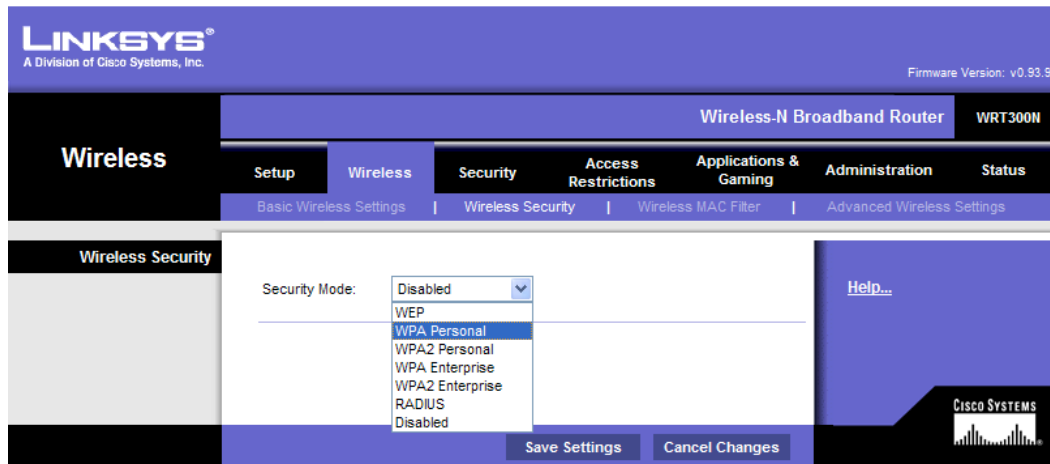 LINKSYS®
A Division of Cisco Systems, Inc.
Firmware Version: v0.93.9
Wireless-N Broadband Router WRT300N
Wireless
Setup Wireless Security Access Restrictions Applications & Gaming Administration Status
Basic Wireless Settings | Wireless Security | Wireless MAC Filter | Advanced Wireless Settings
Wireless Security
Security Mode: Disabled
WEP
WPA Personal
WPA2 Personal
WPA Enterprise
WPA2 Enterprise
RADIUS
Disabled
Help...
Save Settings Cancel Changes
CISCO SYSTEMS